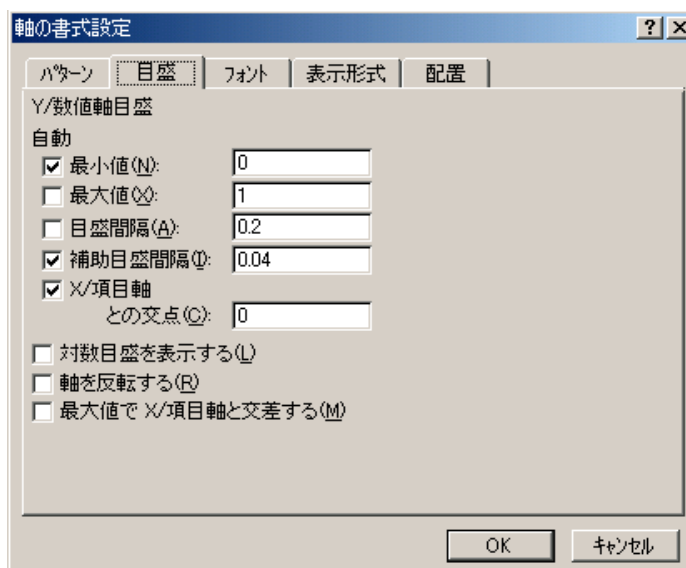 軸の書式設定
パターン 目盛 フォント 表示形式 配置
Y/数値軸目盛
自動
最小値(N): 0
最大値(X): 1
目盛間隔(A): 0.2
補助目盛間隔(I): 0.04
X/項目軸
との交点(C): 0
対数目盛を表示する(L)
軸を反転する(R)
最大値で X/項目軸と交差する(M)
OK キャンセル